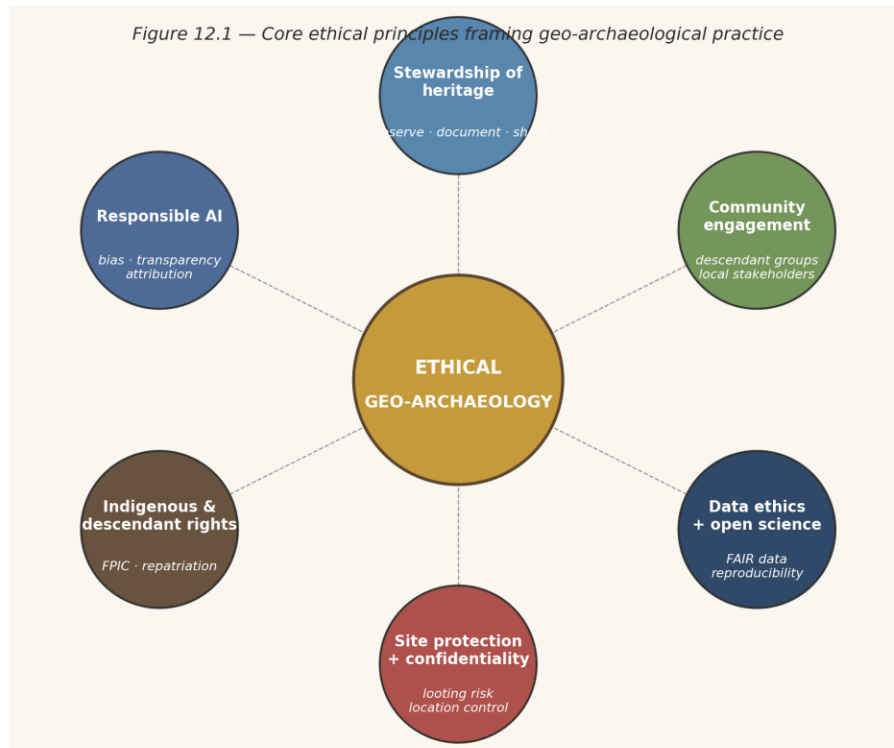 Figure 12.1 — Core ethical principles framing geo-archaeological practice
Stewardship of
heritage
preserve · document · share
Responsible AI
bias · transparency
attribution
Community
engagement
descendant groups
local stakeholders
ETHICAL
GEO-ARCHAEOLOGY
Indigenous &
descendant rights
FPIC · repatriation
Data ethics
+ open science
FAIR data
reproducibility
Site protection
+ confidentiality
looting risk
location control